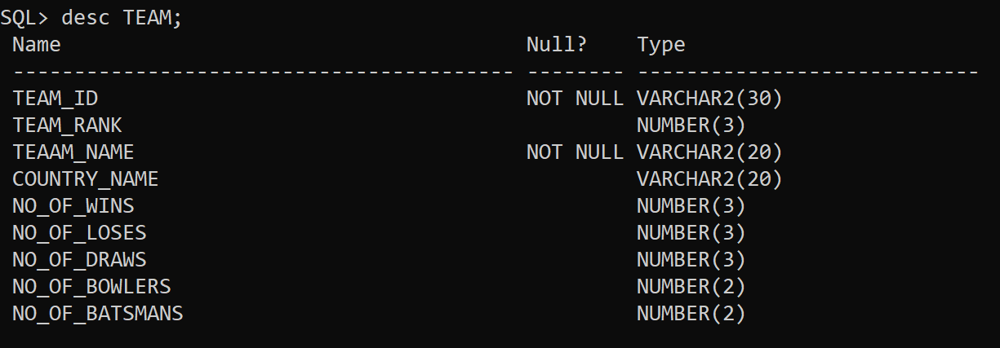 SQL> desc TEAM;
Name Null? Type
----------------------------------------- -------- ----------------------------
TEAM_ID NOT NULL VARCHAR2(30)
TEAM_RANK NUMBER(3)
TEAAM_NAME NOT NULL VARCHAR2(20)
COUNTRY_NAME VARCHAR2(20)
NO_OF_WINS NUMBER(3)
NO_OF_LOSES NUMBER(3)
NO_OF_DRAWS NUMBER(3)
NO_OF_BOWLERS NUMBER(2)
NO_OF_BATSMANS NUMBER(2)